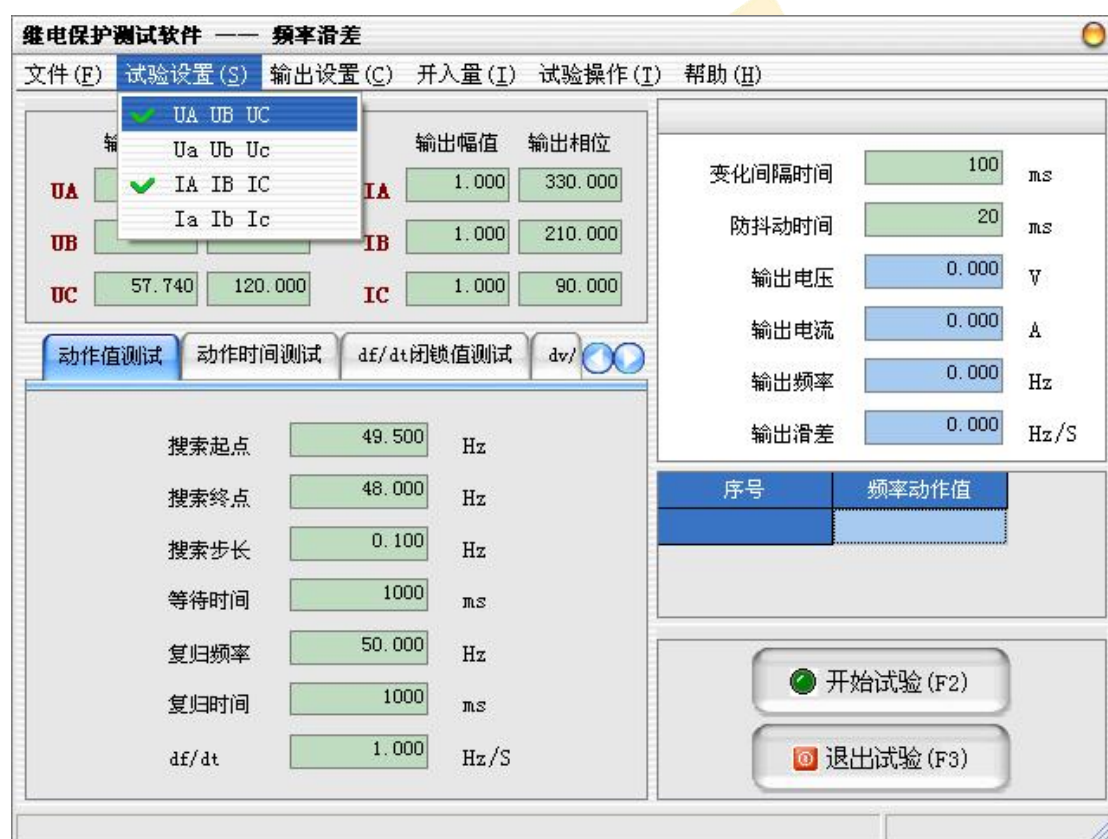 继电保护测试软件 —— 频率滑差
文件(F) 试验设置(S) 输出设置(C) 开入量(I) 试验操作(T) 帮助(H)
UA UB UC
Ua Ub Uc
IA IB IC
Ia Ib Ic
输出幅值 输出相位
UA IA 1.000 330.000
UB IB 1.000 210.000
UC 57.740 120.000 IC 1.000 90.000
动作值测试 动作时间测试 df/dt闭锁值测试 dv/
搜索起点 49.500 Hz
搜索终点 48.000 Hz
搜索步长 0.100 Hz
等待时间 1000 ms
复归频率 50.000 Hz
复归时间 1000 ms
df/dt 1.000 Hz/S
变化间隔时间 100 ms
防抖动时间 20 ms
输出电压 0.000 V
输出电流 0.000 A
输出频率 0.000 Hz
输出滑差 0.000 Hz/S
序号 频率动作值
开始试验(F2)
退出试验(F3)